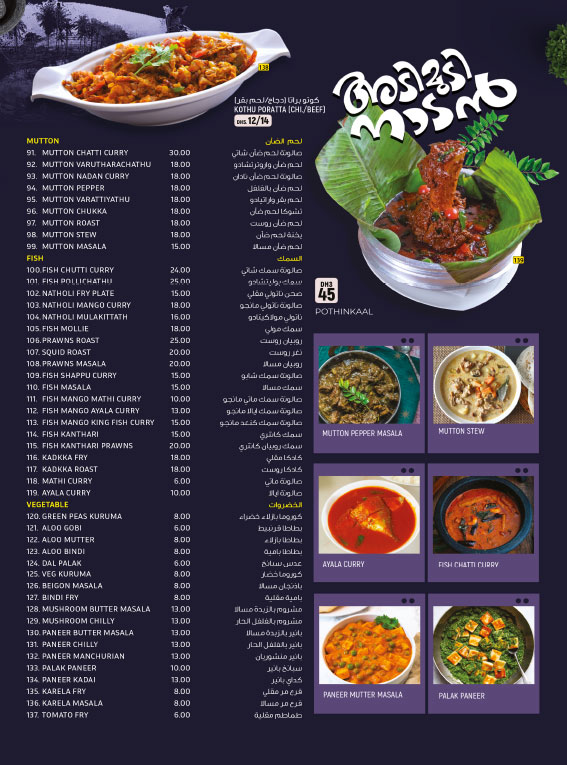 138
كوتو براتا (دجاج/لحم بقر)
KOTHU PORATTA (CHI./BEEF)
DHS. 12/14
അടിമുടി
നാടൻ
139
DHS
45
POTHINKAAL
MUTTON لحم الضأن
91. MUTTON CHATTI CURRY 30.00 صالونة لحم ضأن شاتي
92. MUTTON VARUTHARACHATHU 18.00 لحم ضأن واروترتشادو
93. MUTTON NADAN CURRY 18.00 صالونة لحم ضأن نادان
94. MUTTON PEPPER 18.00 لحم ضأن بالفلفل
95. MUTTON VARATTIYATHU 18.00 لحم بقر واراتيادو
96. MUTTON CHUKKA 18.00 تشوكا لحم ضأن
97. MUTTON ROAST 18.00 لحم ضأن روست
98. MUTTON STEW 18.00 يخنة لحم ضأن
99. MUTTON MASALA 15.00 لحم ضأن مسالا
FISH السمك
100. FISH CHUTTI CURRY 24.00 صالونة سمك شاتي
101. FISH POLLICHATHU 25.00 سمك بوليتشادو
102. NATHOLI FRY PLATE 15.00 صحن ناتولي مقلي
103. NATHOLI MANGO CURRY 18.00 صالونة ناتولي مانجو
104. NATHOLI MULAKITTATH 16.00 ناتولي مولاكيتادو
105. FISH MOLLIE 18.00 سمك مولي
106. PRAWNS ROAST 25.00 روبيان روست
107. SQUID ROAST 20.00 نغر روست
108. PRAWNS MASALA 20.00 روبيان مسالا
109. FISH SHAPPU CURRY 15.00 صالونة سمك شابو
110. FISH MASALA 15.00 سمك مسالا
111. FISH MANGO MATHI CURRY 10.00 صالونة سمك ماتي مانجو
112. FISH MANGO AYALA CURRY 13.00 صالونة سمك ايالا مانجو
113. FISH MANGO KING FISH CURRY 15.00 صالونة سمك كنعد مانجو
114. FISH KANTHARI 15.00 سمك كانتري
115. FISH KANTHARI PRAWNS 20.00 سمك روبيان كانتري
116. KADKKA FRY 18.00 كادكا مقلي
117. KADKKA ROAST 18.00 كادكا روست
118. MATHI CURRY 6.00 صالونة ماتي
119. AYALA CURRY 10.00 صالونة ايالا
VEGETABLE الخضروات
120. GREEN PEAS KURUMA 8.00 كوروما بازلاء خضراء
121. ALOO GOBI 6.00 بطاطا قرنبيط
122. ALOO MUTTER 8.00 بطاطا بازلاء
123. ALOO BINDI 8.00 بطاطا بامية
124. DAL PALAK 6.00 عدس سبانخ
125. VEG KURUMA 8.00 كوروما خضار
126. BEIGON MASALA 8.00 باذنجان مسالا
127. BINDI FRY 8.00 بامية مقلية
128. MUSHROOM BUTTER MASALA 13.00 مشروم بالزبدة مسالا
129. MUSHROOM CHILLY 13.00 مشروم بالفلفل الحار
130. PANEER BUTTER MASALA 13.00 بانير بالزبدة مسالا
131. PANEER CHILLY 13.00 بانير بالفلفل الحار
132. PANEER MANCHURIAN 13.00 بانير منشوريان
133. PALAK PANEER 10.00 سبانخ بانير
134. PANEER KADAI 13.00 كداي بانير
135. KARELA FRY 8.00 قرع مر مقلي
136. KARELA MASALA 8.00 قرع مر مسالا
137. TOMATO FRY 6.00 طماطم مقلية
MUTTON PEPPER MASALA
MUTTON STEW
AYALA CURRY
FISH CHATTI CURRY
PANEER MUTTER MASALA
PALAK PANEER